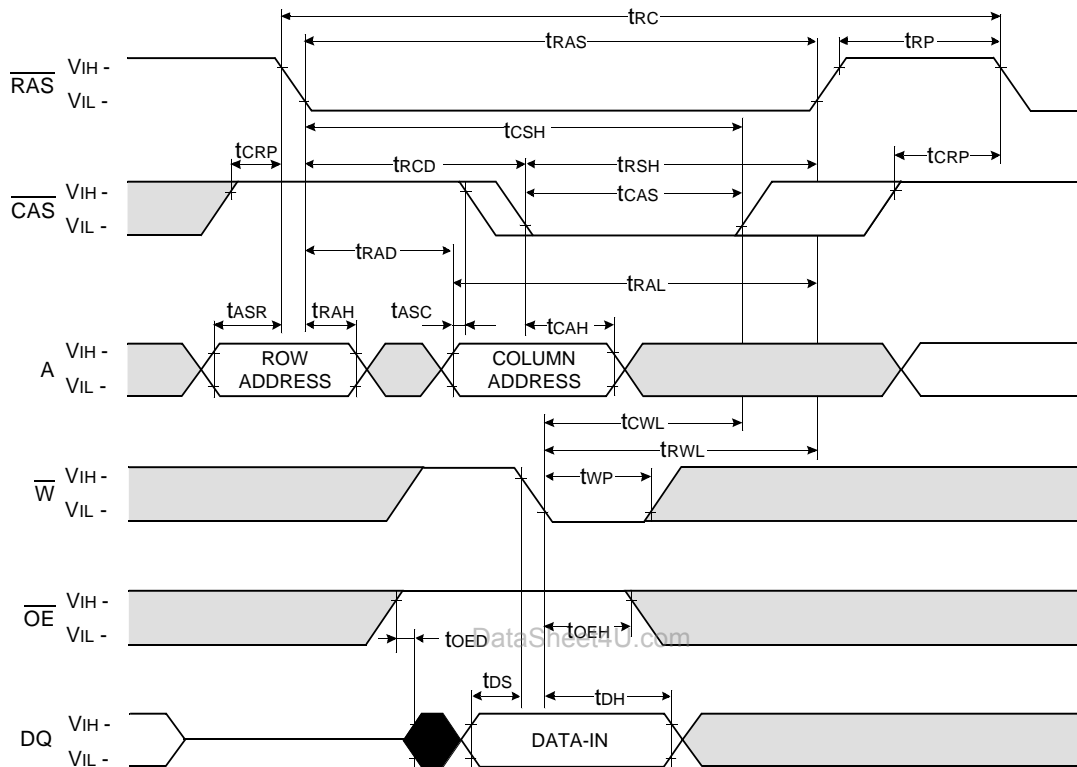 tRC
tRAS
tRP
RAS
VIH -
VIL -
tCSH
tCRP
tRCD
tRSH
tCRP
CAS
VIH -
VIL -
tCAS
tRAD
tRAL
tASR
tRAH
tASC
tCAH
A
VIH -
VIL -
ROW
ADDRESS
COLUMN
ADDRESS
tCWL
tRWL
W
VIH -
VIL -
tWP
OE
VIH -
VIL -
tOED
tOEH
DataSheet4U.com
tDS
tDH
DQ
VIH -
VIL -
DATA-IN